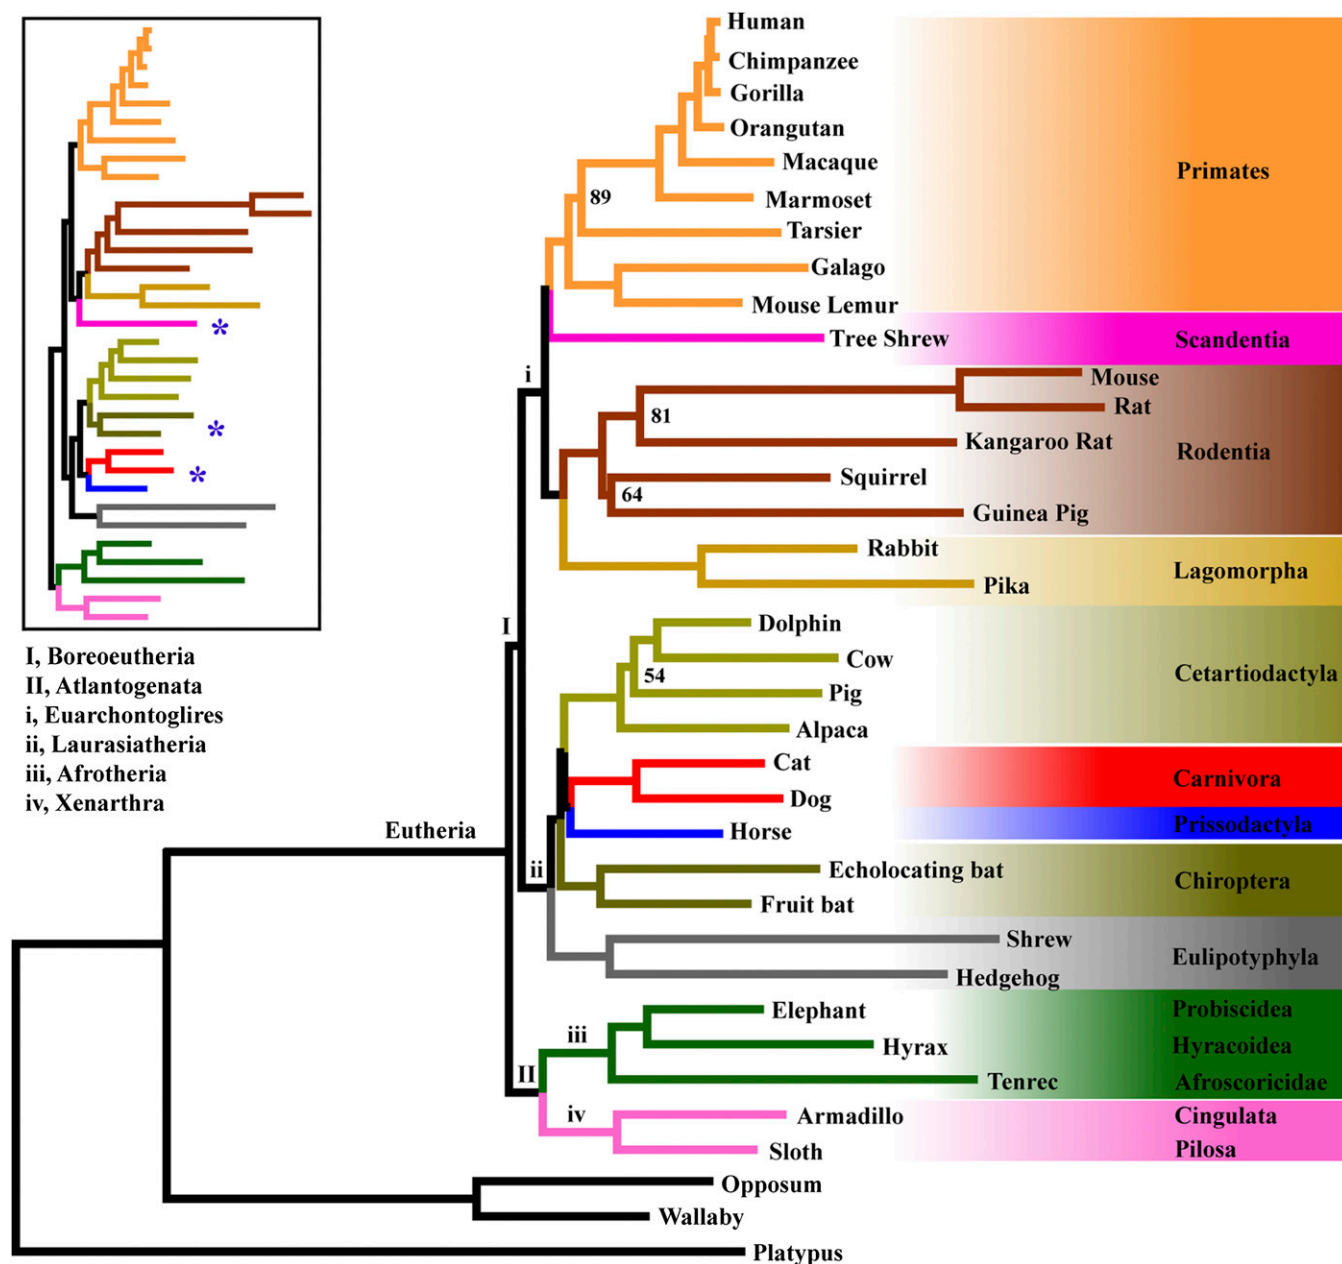 Human
Chimpanzee
Gorilla
Orangutan
Macaque
Primates
89
Marmoset
Tarsier
Galago
Mouse Lemur
Tree Shrew
Scandentia
i
Mouse
Rat
81
Kangaroo Rat
Rodentia
Squirrel
64
Guinea Pig
Rabbit
Lagomorpha
Pika
I
Dolphin
Cow
54
Cetartiodactyla
Pig
Alpaca
Cat
Carnivora
Dog
Horse
Prissodactyla
Eutheria
ii
Echolocating bat
Chiroptera
Fruit bat
Shrew
Eulipotyphyla
Hedgehog
Elephant
Probiscidea
iii
Hyrax
Hyracoidea
II
Tenrec
Afroscoricidae
iv
Armadillo
Cingulata
Sloth
Pilosa
Opposum
Wallaby
Platypus
*
*
*
I, Boreoeutheria
II, Atlantogenata
i, Euarchontoglires
ii, Laurasiatheria
iii, Afrotheria
iv, Xenarthra